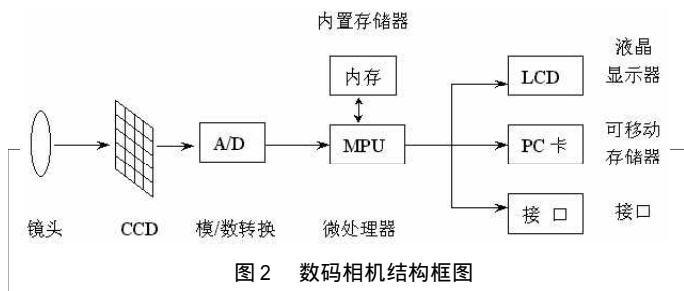 内置存储器
内存
LCD
液晶
显示器
A/D
MPU
PC 卡
可移动
存储器
接 口
接口
镜头
CCD
模/数转换
微处理器
图2 数码相机结构框图